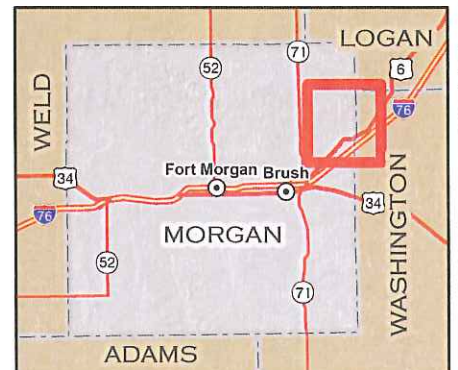 71
LOGAN
52
6
76
WELD
34
Fort Morgan
Brush
34
76
MORGAN
WASHINGTON
52
71
ADAMS